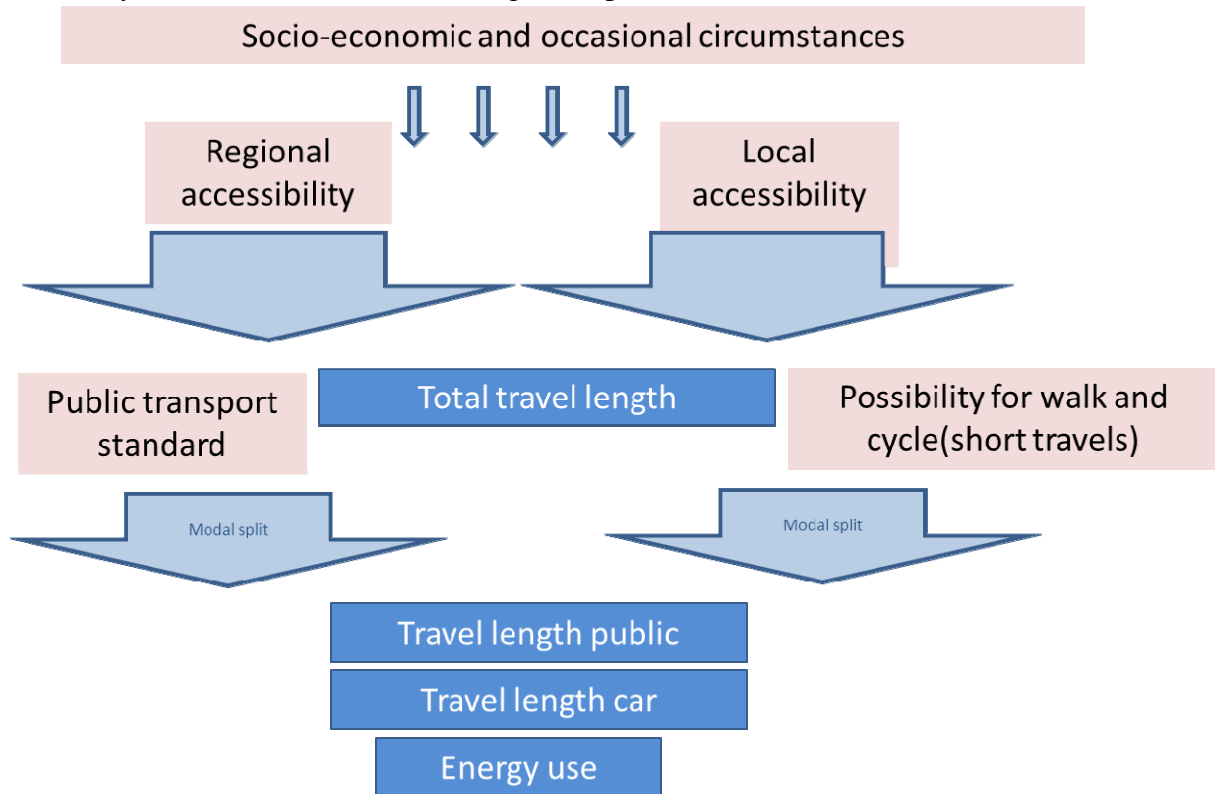 Socio-economic and occasional circumstances
Regional
accessibility
Local
accessibility
Total travel length
Public transport
standard
Possibility for walk and
cycle(short travels)
Modal split
Modal split
Travel length public
Travel length car
Energy use